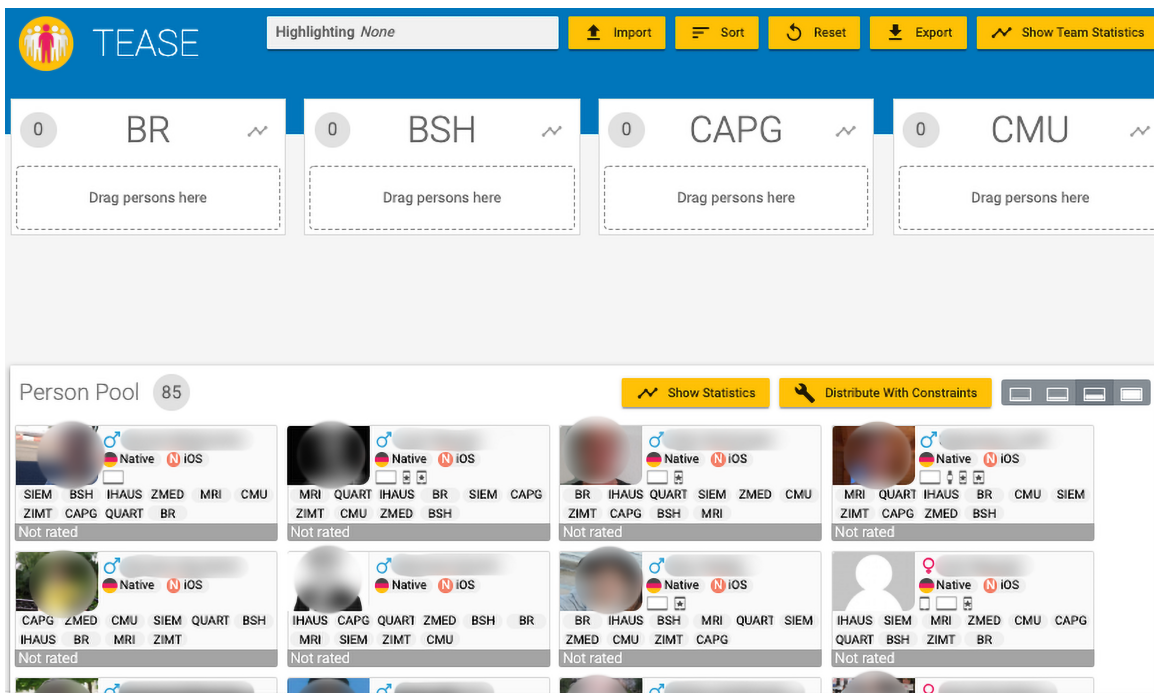 TEASE
Highlighting None
Import
Sort
Reset
Export
Show Team Statistics
0 BR
0 BSH
0 CAPG
0 CMU
Drag persons here
Drag persons here
Drag persons here
Drag persons here
Person Pool 85
Show Statistics
Distribute With Constraints
Native N iOS
SIEM BSH IHAUS ZMED MRI CMU
ZIMT CAPG QUART BR
Not rated
Native N iOS
MRI QUART IHAUS BR SIEM CAPG
ZIMT CMU ZMED BSH
Not rated
Native N iOS
BR IHAUS QUART SIEM ZMED CMU
ZIMT CAPG BSH MRI
Not rated
Native N iOS
MRI QUART IHAUS BR CMU SIEM
ZIMT CAPG ZMED BSH
Not rated
Native N iOS
CAPG ZMED CMU SIEM QUART BSH
IHAUS BR MRI ZIMT
Not rated
Native N iOS
IHAUS CAPG QUART ZMED BSH BR
MRI SIEM ZIMT CMU
Not rated
Native N iOS
BR IHAUS BSH MRI QUART SIEM
ZMED CMU ZIMT CAPG
Not rated
Native N iOS
IHAUS SIEM MRI ZMED CMU CAPG
QUART BSH ZIMT BR
Not rated